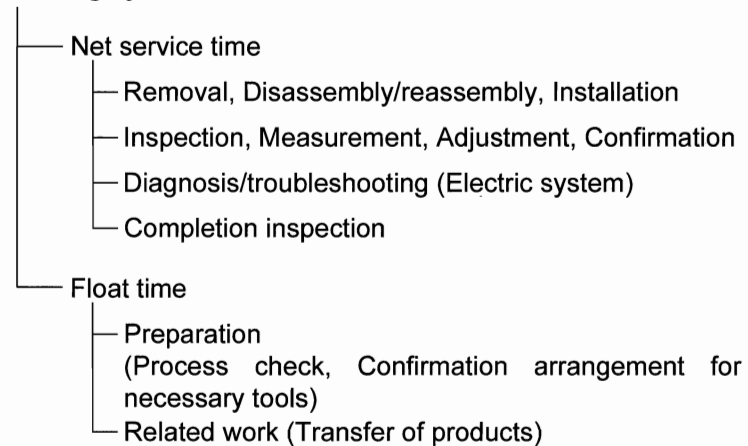 Net service time
Removal, Disassembly/reassembly, Installation
Inspection, Measurement, Adjustment, Confirmation
Diagnosis/troubleshooting (Electric system)
Completion inspection
Float time
Preparation
(Process check, Confirmation arrangement for
necessary tools)
Related work (Transfer of products)